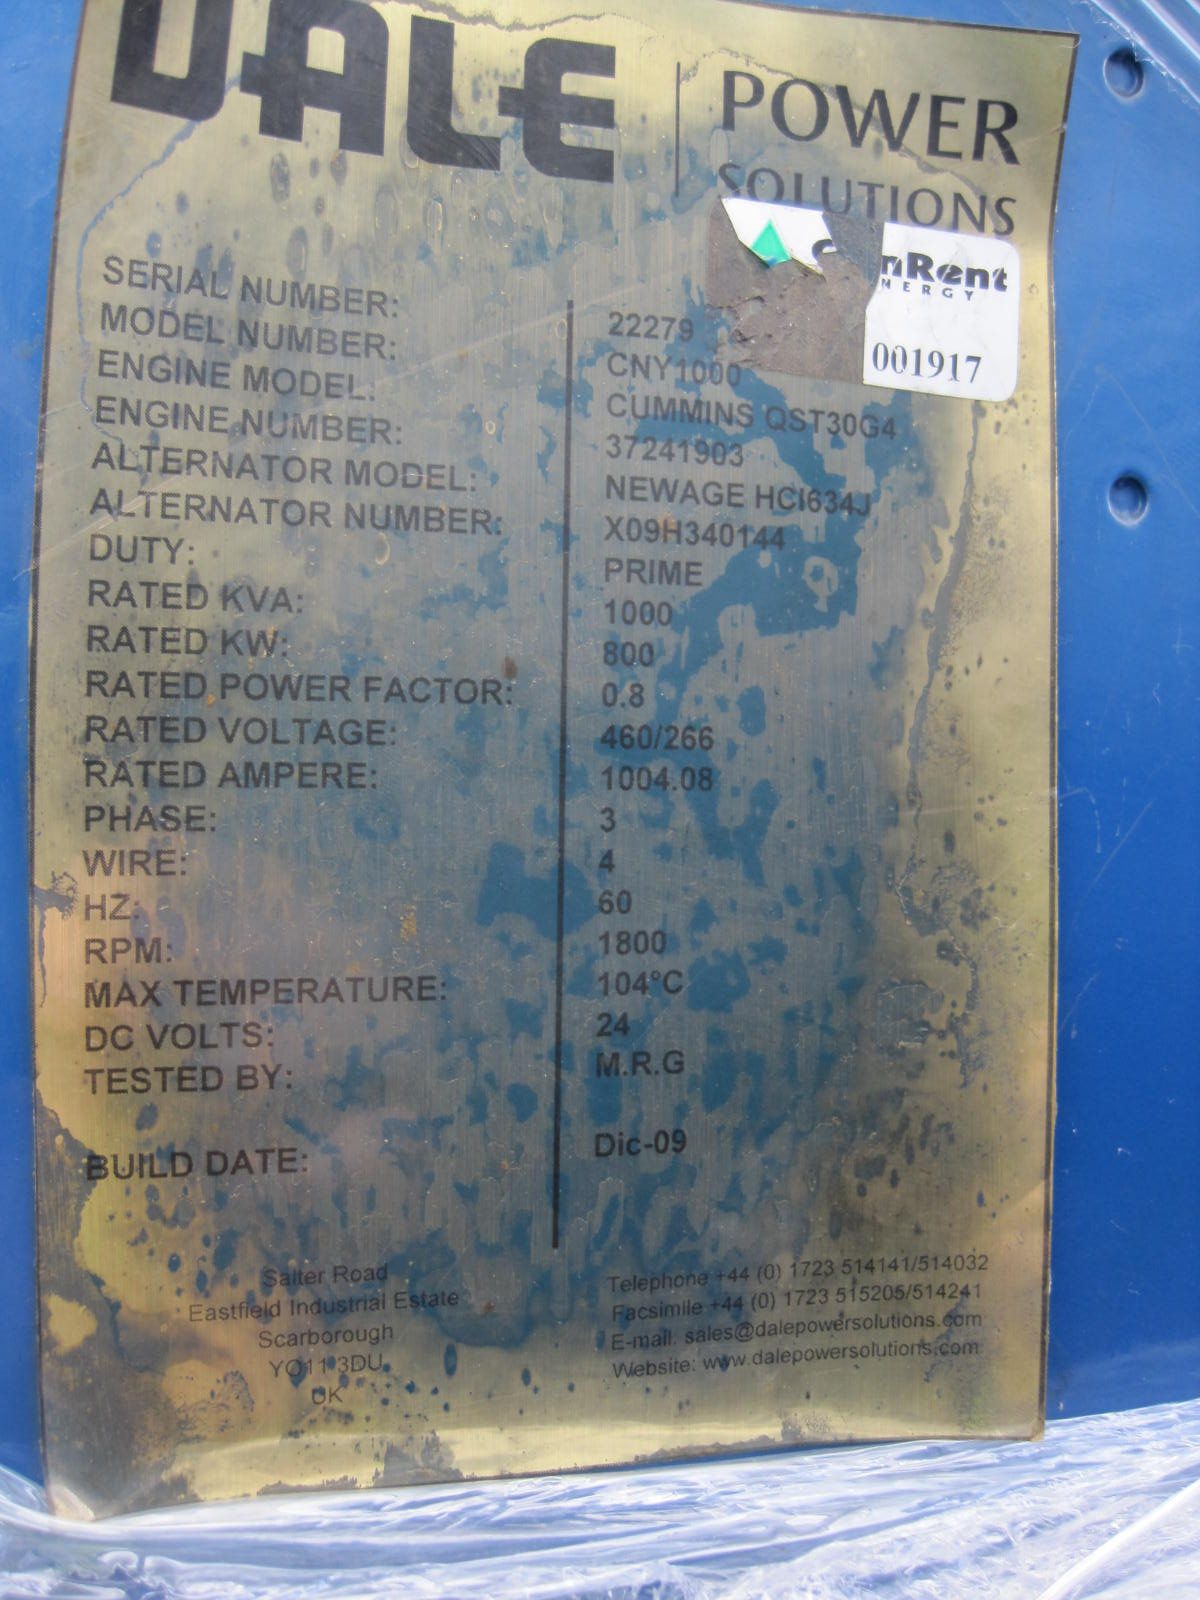 DALE
POWER
SOLUTIONS
nRent
NERGY
001917
SERIAL NUMBER: 22279
MODEL NUMBER: CNY1000
ENGINE MODEL: CUMMINS QST30G4
ENGINE NUMBER: 37241903
ALTERNATOR MODEL: NEWAGE HCI634J
ALTERNATOR NUMBER: X09H340144
DUTY: PRIME
RATED KVA: 1000
RATED KW: 800
RATED POWER FACTOR: 0.8
RATED VOLTAGE: 460/266
RATED AMPERE: 1004.08
PHASE: 3
WIRE: 4
HZ: 60
RPM: 1800
MAX TEMPERATURE: 104°C
DC VOLTS: 24
TESTED BY: M.R.G
BUILD DATE: Dic-09
Salter Road
Eastfield Industrial Estate
Scarborough
YO11 3DU
UK
Telephone +44 (0) 1723 514141/514032
Facsimile +44 (0) 1723 515205/514241
E-mail: sales@dalepowersolutions.com
Website: www.dalepowersolutions.com